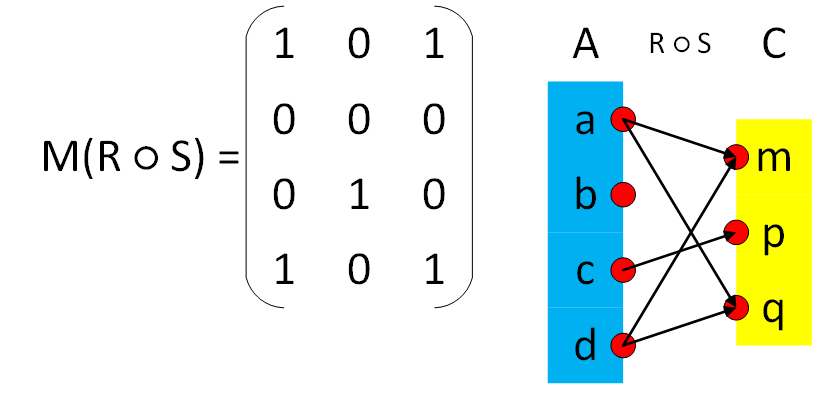 M(R ∘ S) =
1 0 1
0 0 0
0 1 0
1 0 1
A R ∘ S C
a
b
c
d
m
p
q